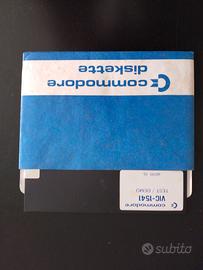 commodore
diskette
commodore
VIC-1541
TEST / DEMO
subito